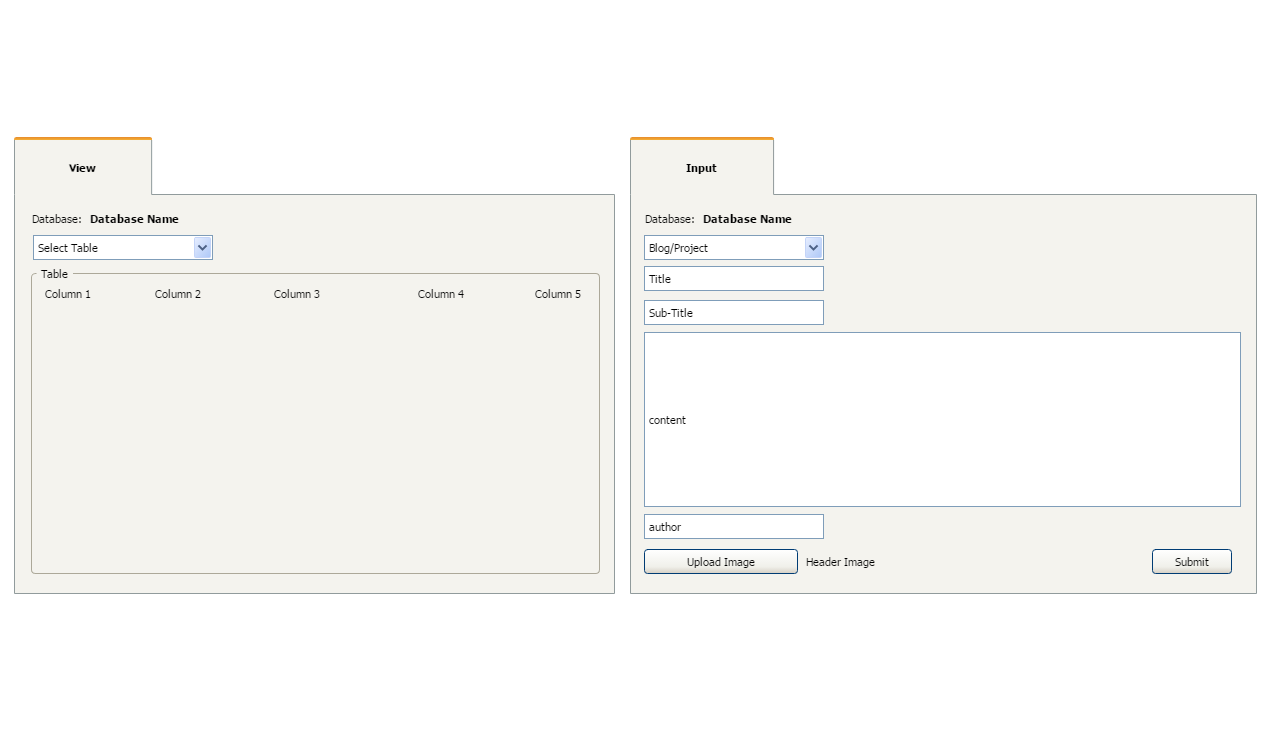 View
Database: Database Name
Select Table
Table
Column 1 Column 2 Column 3 Column 4 Column 5
Input
Database: Database Name
Blog/Project
Title
Sub-Title
content
author
Upload Image Header Image Submit